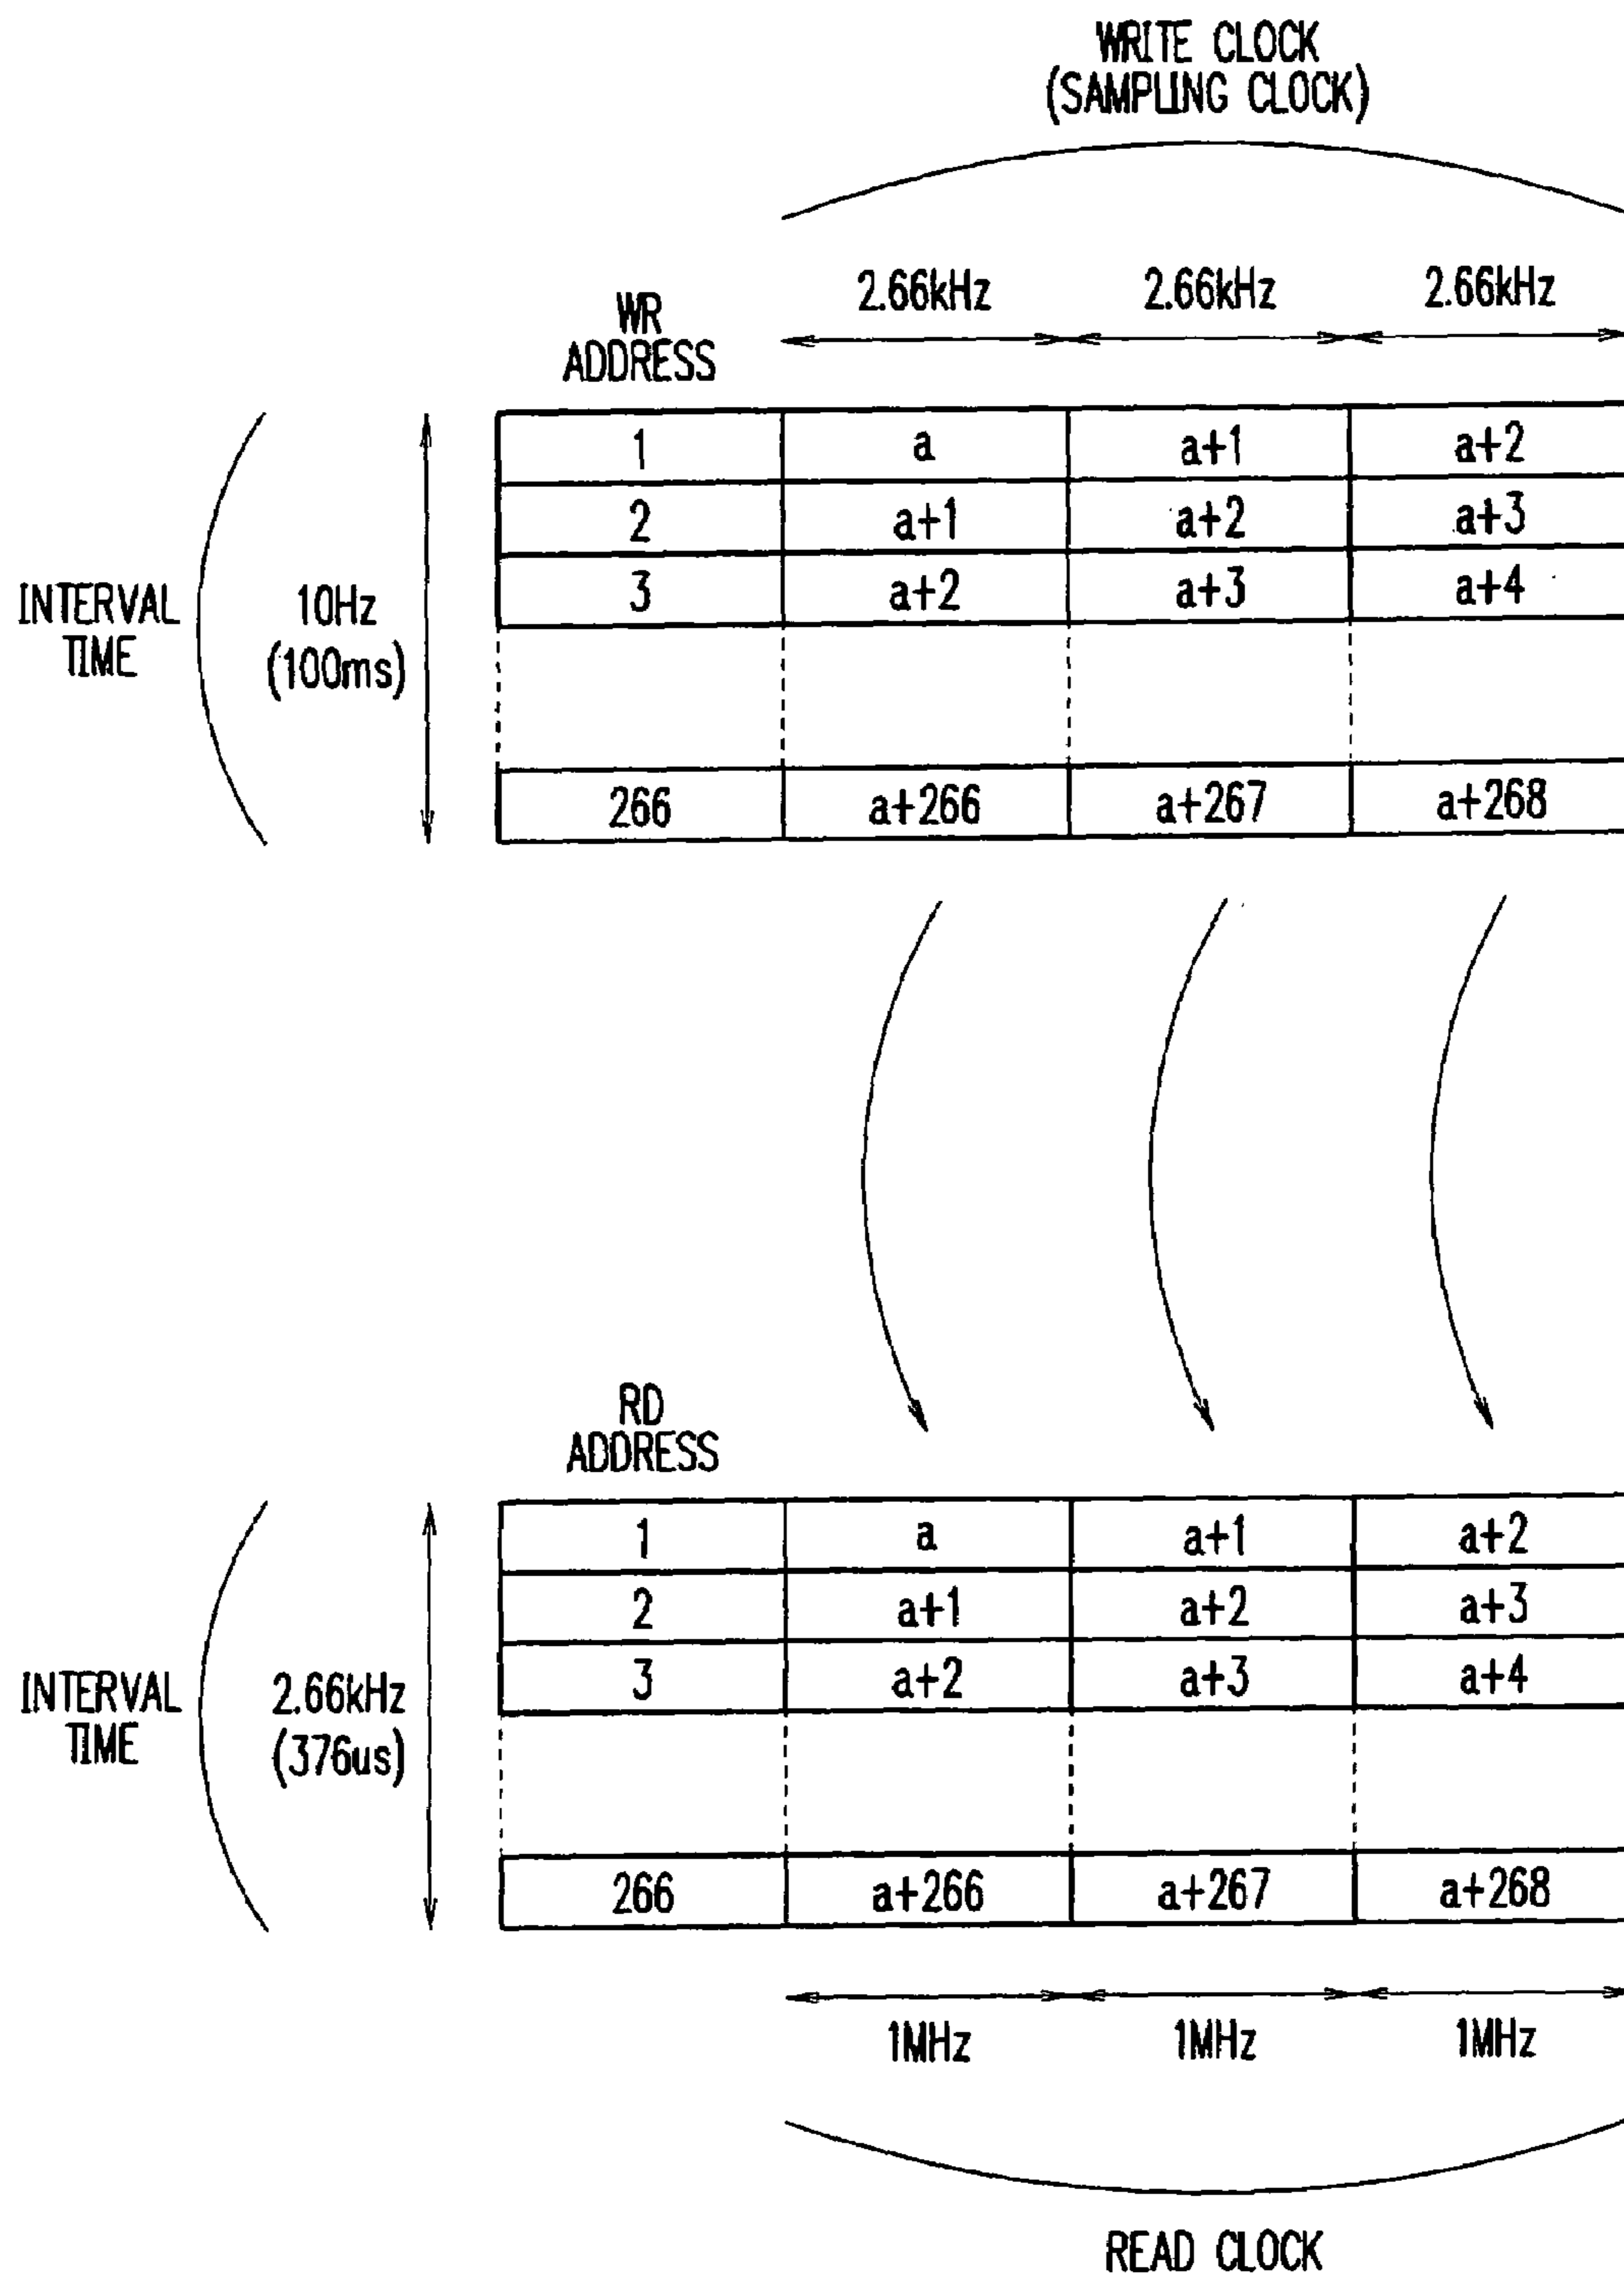 WRITE CLOCK
(SAMPLING CLOCK)
2.66kHz 2.66kHz 2.66kHz
WR
ADDRESS
1 a a+1 a+2
2 a+1 a+2 a+3
3 a+2 a+3 a+4
INTERVAL
TIME
10Hz
(100ms)
266 a+266 a+267 a+268
RD
ADDRESS
1 a a+1 a+2
2 a+1 a+2 a+3
3 a+2 a+3 a+4
INTERVAL
TIME
2.66kHz
(376us)
266 a+266 a+267 a+268
1MHz 1MHz 1MHz
READ CLOCK